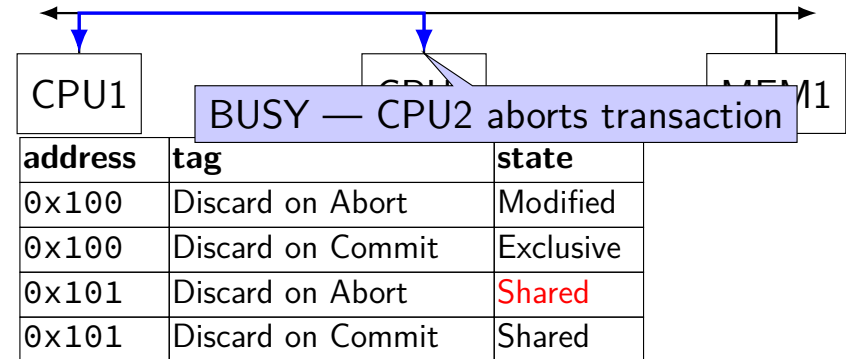 CPU1
BUSY — CPU2 aborts transaction
address tag state
0x100 Discard on Abort Modified
0x100 Discard on Commit Exclusive
0x101 Discard on Abort Shared
0x101 Discard on Commit Shared